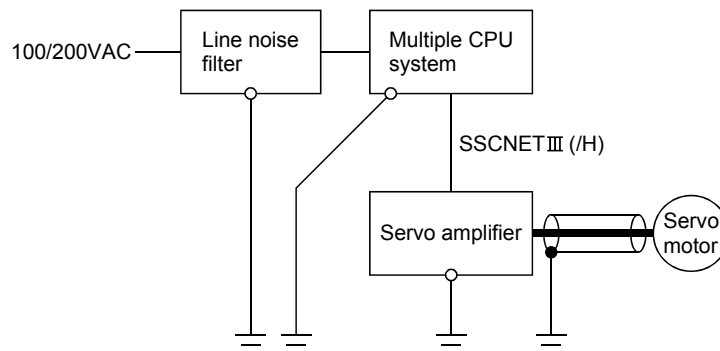 Line noise
filter
Multiple CPU
system
100/200VAC
SSCNETⅢ (/H)
Servo amplifier
Servo
motor